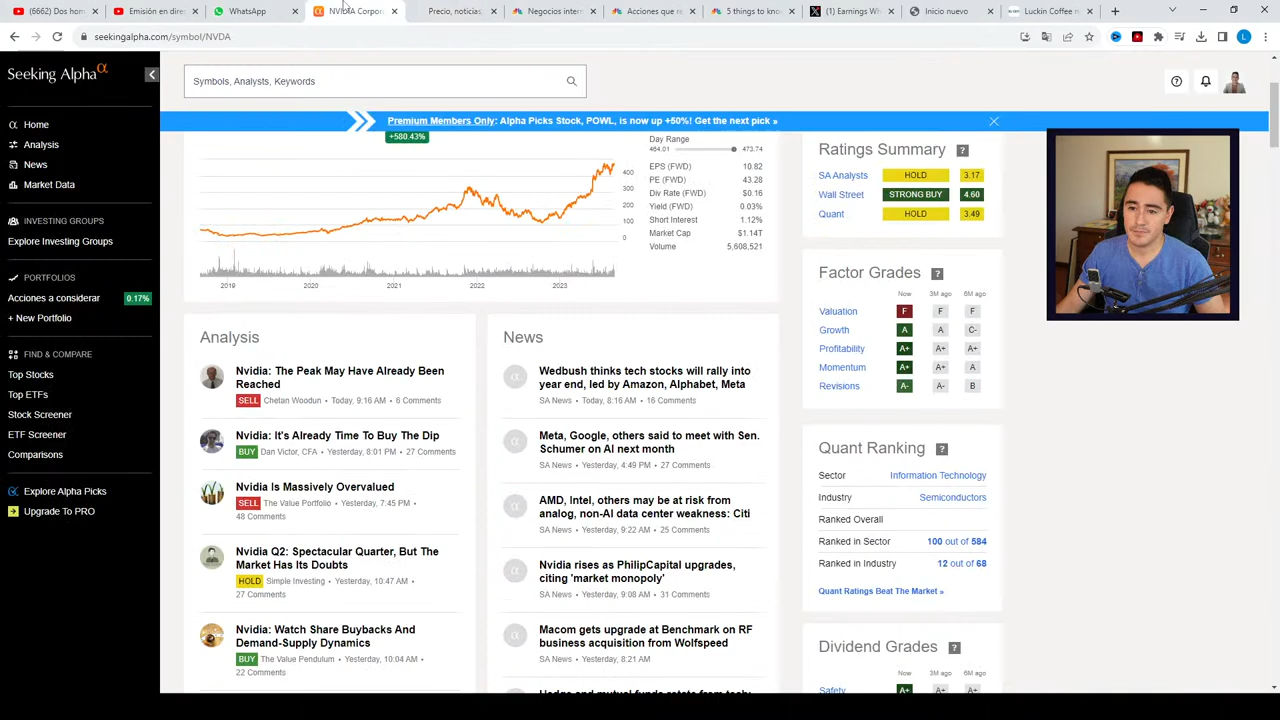 (6662) Dos hom
Emisión en direc
WhatsApp
NVIDIA Corpor
Precio, noticias
Negocios intern
Acciones que re
5 things to know
(1) Earnings Wh
Inicio nuevo
Luckin Coffee n
seekingalpha.com/symbol/NVDA
L
Seeking Alpha α
Symbols, Analysts, Keywords
Premium Members Only: Alpha Picks Stock, POWL, is now up +50%! Get the next pick »
Home
Analysis
News
Market Data
INVESTING GROUPS
Explore Investing Groups
PORTFOLIOS
Acciones a considerar 0.17%
+ New Portfolio
FIND & COMPARE
Top Stocks
Top ETFs
Stock Screener
ETF Screener
Comparisons
Explore Alpha Picks
Upgrade To PRO
+580.43%
400
300
200
100
0
2019 2020 2021 2022 2023
Day Range
464.01 473.74
EPS (FWD) 10.82
PE (FWD) 43.28
Div Rate (FWD) $0.16
Yield (FWD) 0.03%
Short Interest 1.12%
Market Cap $1.14T
Volume 5,608,521
Analysis
Nvidia: The Peak May Have Already Been
Reached
SELL Chetan Woodun • Today, 9:16 AM • 6 Comments
Nvidia: It's Already Time To Buy The Dip
BUY Dan Victor, CFA • Yesterday, 8:01 PM • 27 Comments
Nvidia Is Massively Overvalued
SELL The Value Portfolio • Yesterday, 7:45 PM •
48 Comments
Nvidia Q2: Spectacular Quarter, But The
Market Has Its Doubts
HOLD Simple Investing • Yesterday, 10:47 AM •
27 Comments
Nvidia: Watch Share Buybacks And
Demand-Supply Dynamics
BUY The Value Pendulum • Yesterday, 10:04 AM •
22 Comments
News
Wedbush thinks tech stocks will rally into
year end, led by Amazon, Alphabet, Meta
SA News • Today, 8:16 AM • 16 Comments
Meta, Google, others said to meet with Sen.
Schumer on AI next month
SA News • Yesterday, 4:49 PM • 27 Comments
AMD, Intel, others may be at risk from
analog, non-AI data center weakness: Citi
SA News • Yesterday, 9:22 AM • 25 Comments
Nvidia rises as PhilipCapital upgrades,
citing 'market monopoly'
SA News • Yesterday, 9:08 AM • 31 Comments
Macom gets upgrade at Benchmark on RF
business acquisition from Wolfspeed
SA News • Yesterday, 8:21 AM
Ratings Summary ?
SA Analysts HOLD 3.17
Wall Street STRONG BUY 4.60
Quant HOLD 3.49
Factor Grades ?
Now 3M ago 6M ago
Valuation F F F
Growth A A C-
Profitability A+ A+ A+
Momentum A+ A+ A
Revisions A- A- B
Quant Ranking ?
Sector Information Technology
Industry Semiconductors
Ranked Overall
Ranked in Sector 100 out of 584
Ranked in Industry 12 out of 68
Quant Ratings Beat The Market »
Dividend Grades ?
Now 3M ago 6M ago
Safety A+ A+ A+